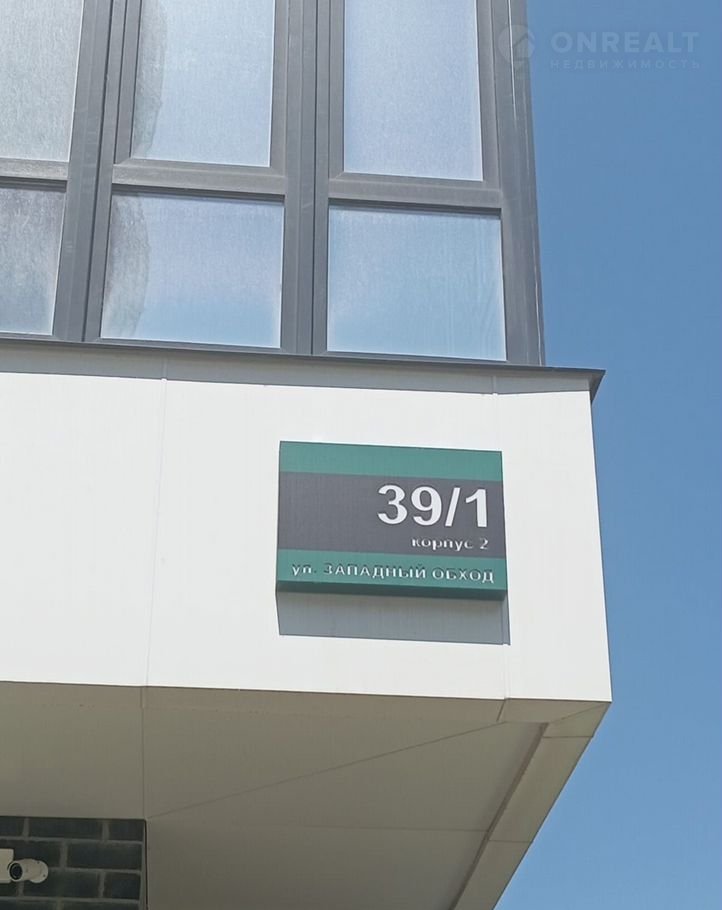 ONREALT
НЕДВИЖИМОСТЬ
39/1
корпус 2
ул. ЗАПАДНЫЙ ОБХОД